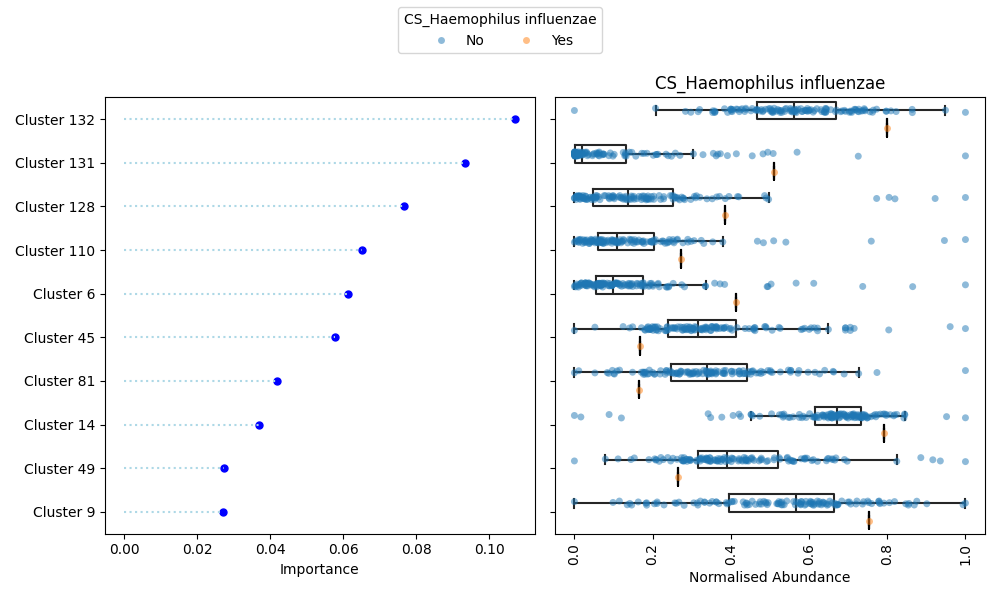 CS_Haemophilus influenzae
No Yes
CS_Haemophilus influenzae
Cluster 132
Cluster 131
Cluster 128
Cluster 110
Cluster 6
Cluster 45
Cluster 81
Cluster 14
Cluster 49
Cluster 9
0.00 0.02 0.04 0.06 0.08 0.10
Importance
0.0 0.2 0.4 0.6 0.8 1.0
Normalised Abundance